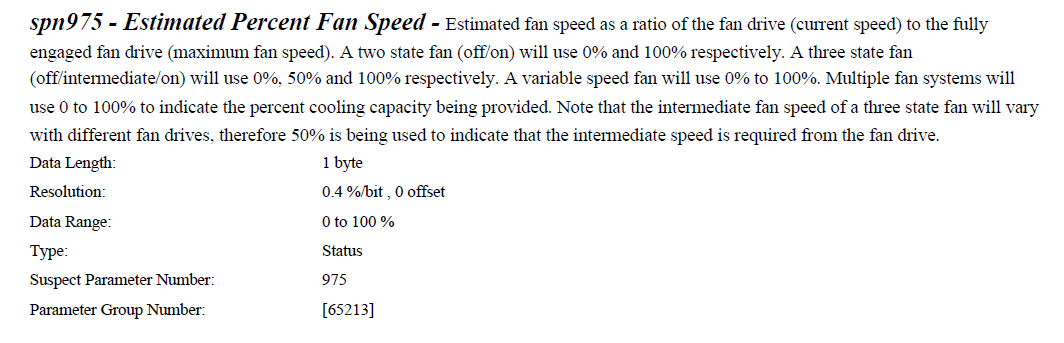 spn975 - Estimated Percent Fan Speed - Estimated fan speed as a ratio of the fan drive (current speed) to the fully
engaged fan drive (maximum fan speed). A two state fan (off/on) will use 0% and 100% respectively. A three state fan
(off/intermediate/on) will use 0%, 50% and 100% respectively. A variable speed fan will use 0% to 100%. Multiple fan systems will
use 0 to 100% to indicate the percent cooling capacity being provided. Note that the intermediate fan speed of a three state fan will vary
with different fan drives, therefore 50% is being used to indicate that the intermediate speed is required from the fan drive.
Data Length: 1 byte
Resolution: 0.4 %/bit , 0 offset
Data Range: 0 to 100 %
Type: Status
Suspect Parameter Number: 975
Parameter Group Number: [65213]